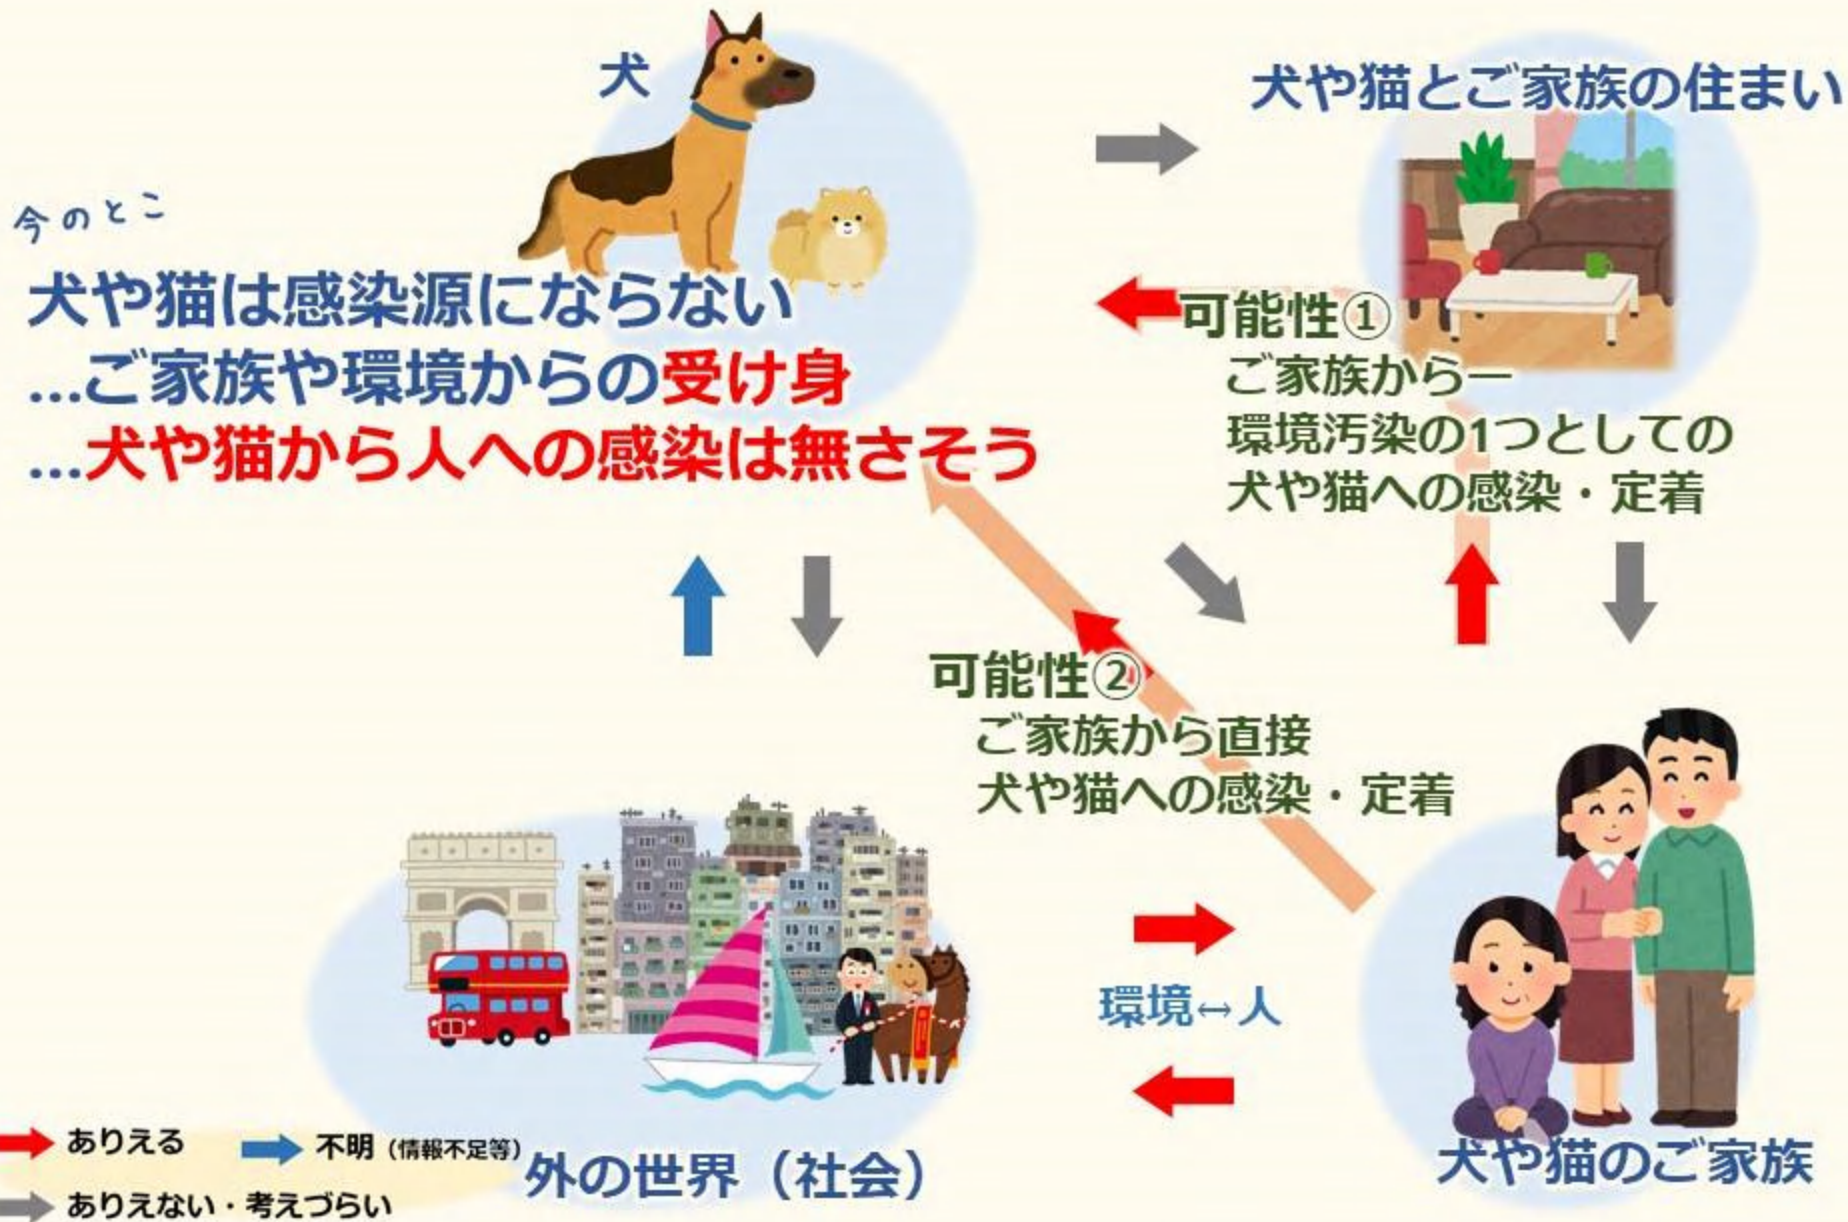 犬
犬や猫とご家族の住まい
今のとこ
犬や猫は感染源にならない
…ご家族や環境からの受け身
…犬や猫から人への感染は無さそう
可能性①
ご家族から―
環境汚染の1つとしての
犬や猫への感染・定着
可能性②
ご家族から直接
犬や猫への感染・定着
環境↔人
ありえる
不明（情報不足等）
ありえない・考えづらい
外の世界（社会）
犬や猫のご家族